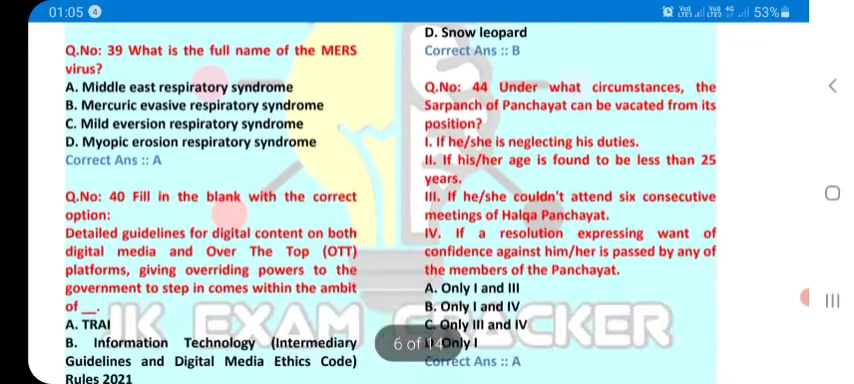 01:05 4
Vo) LTE1 Vo) LTE2 4G 53%
Q.No: 39 What is the full name of the MERS
virus?
A. Middle east respiratory syndrome
B. Mercuric evasive respiratory syndrome
C. Mild eversion respiratory syndrome
D. Myopic erosion respiratory syndrome
Correct Ans :: A
Q.No: 40 Fill in the blank with the correct
option:
Detailed guidelines for digital content on both
digital media and Over The Top (OTT)
platforms, giving overriding powers to the
government to step in comes within the ambit
of __.
A. TRAI
B. Information Technology (Intermediary
Guidelines and Digital Media Ethics Code)
Rules 2021
D. Snow leopard
Correct Ans :: B
Q.No: 44 Under what circumstances, the
Sarpanch of Panchayat can be vacated from its
position?
I. If he/she is neglecting his duties.
II. If his/her age is found to be less than 25
years.
III. If he/she couldn't attend six consecutive
meetings of Halqa Panchayat.
IV. If a resolution expressing want of
confidence against him/her is passed by any of
the members of the Panchayat.
A. Only I and III
B. Only I and IV
C. Only III and IV
Only I
Correct Ans :: A
6 of 14
JK EXAM CRACKER